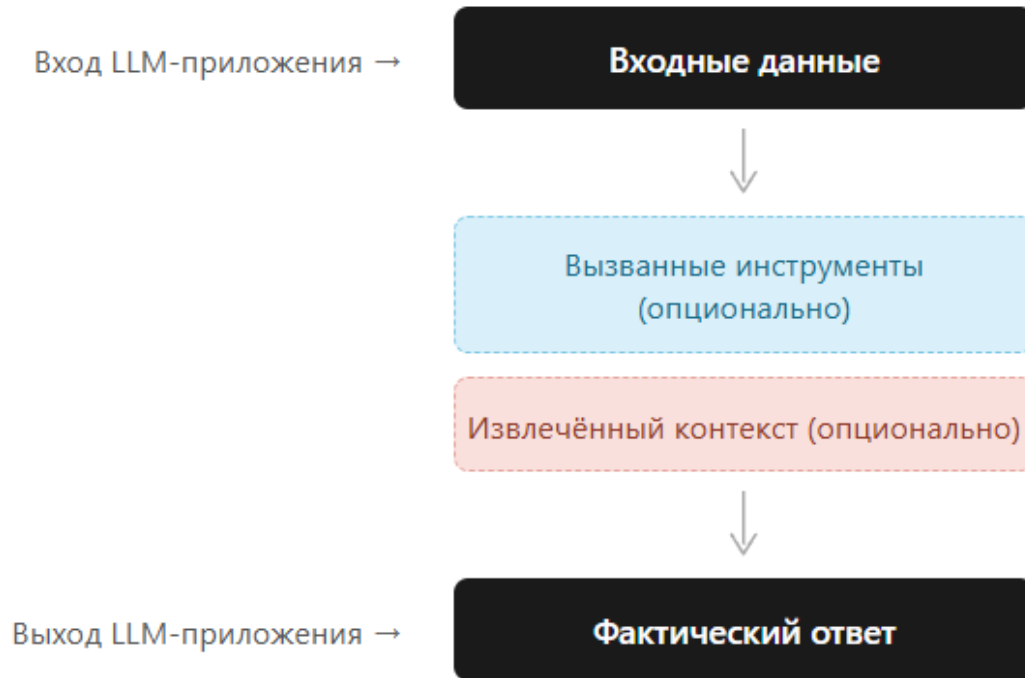 Вход LLM-приложения →
Входные данные
Вызванные инструменты
(опционально)
Извлечённый контекст (опционально)
Выход LLM-приложения →
Фактический ответ